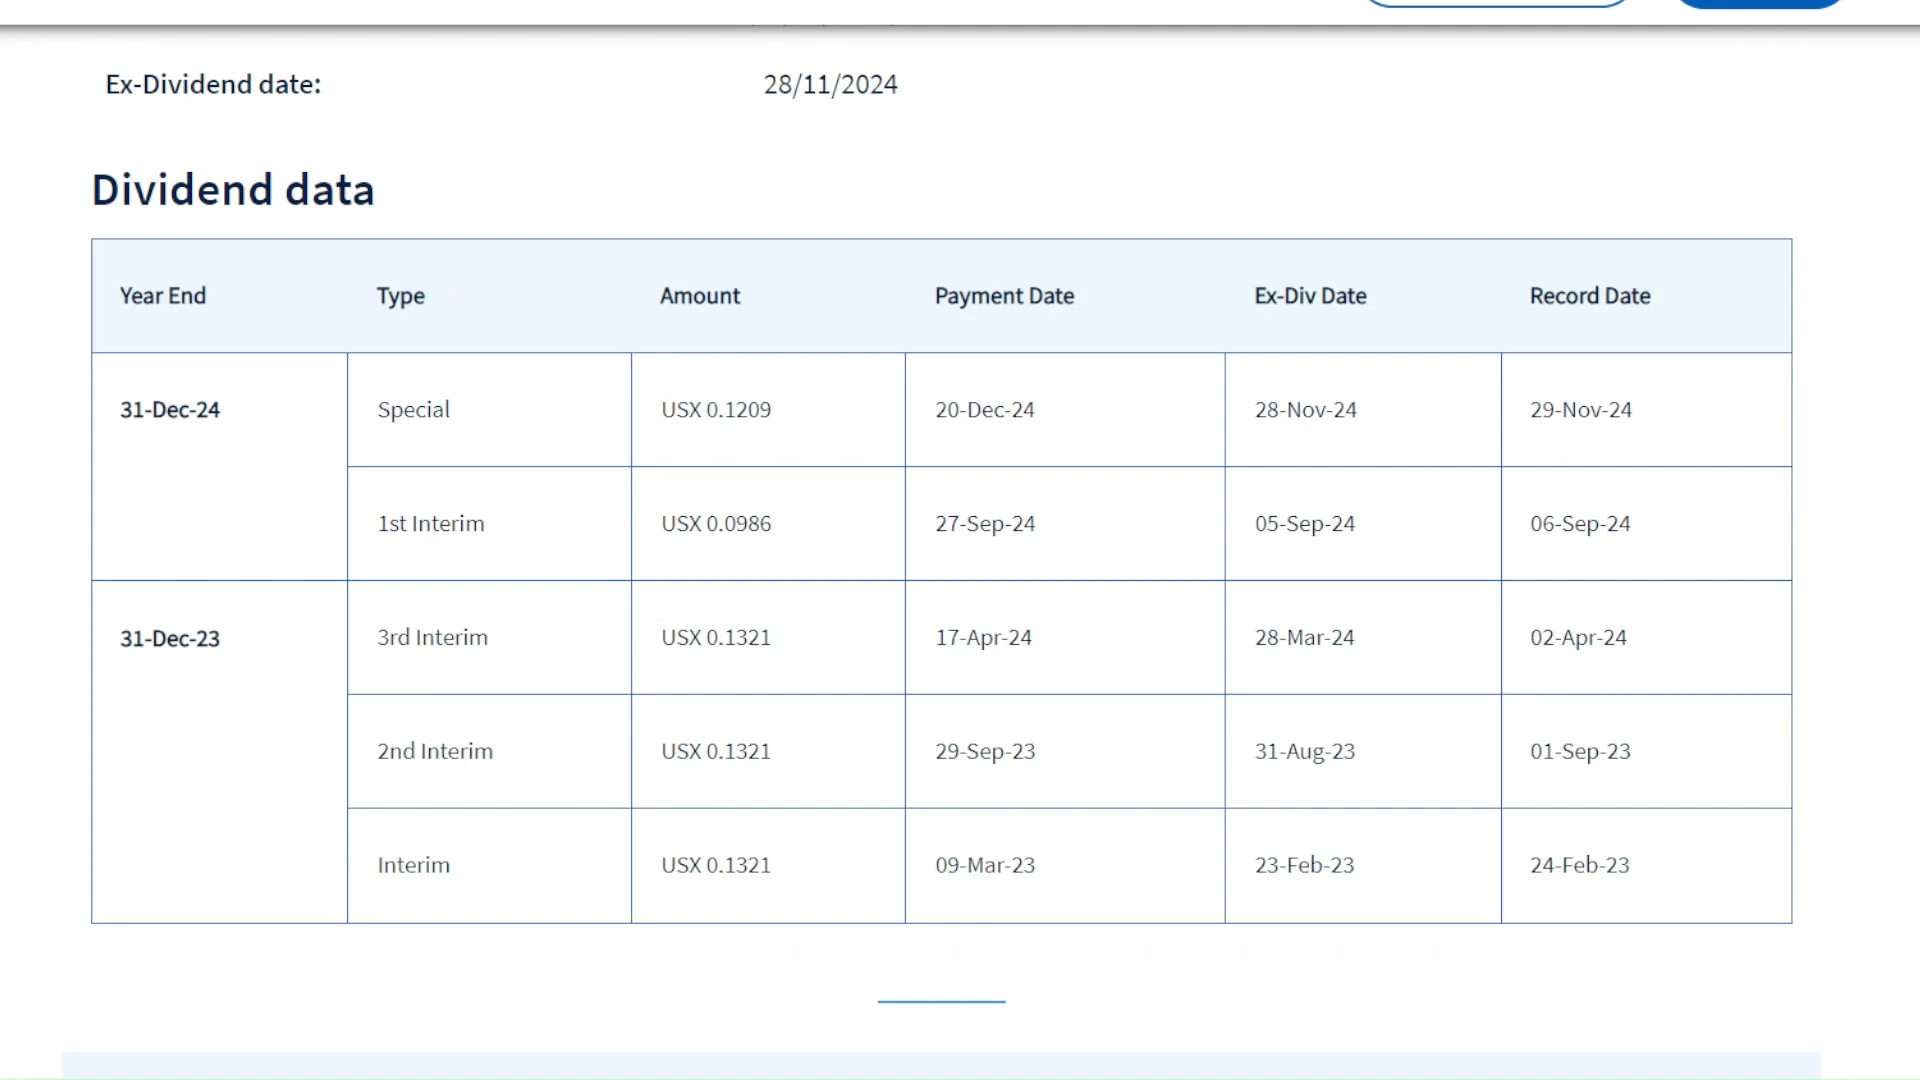 Ex-Dividend date: 28/11/2024
Dividend data
Year End Type Amount Payment Date Ex-Div Date Record Date
31-Dec-24 Special USX 0.1209 20-Dec-24 28-Nov-24 29-Nov-24
1st Interim USX 0.0986 27-Sep-24 05-Sep-24 06-Sep-24
31-Dec-23 3rd Interim USX 0.1321 17-Apr-24 28-Mar-24 02-Apr-24
2nd Interim USX 0.1321 29-Sep-23 31-Aug-23 01-Sep-23
Interim USX 0.1321 09-Mar-23 23-Feb-23 24-Feb-23